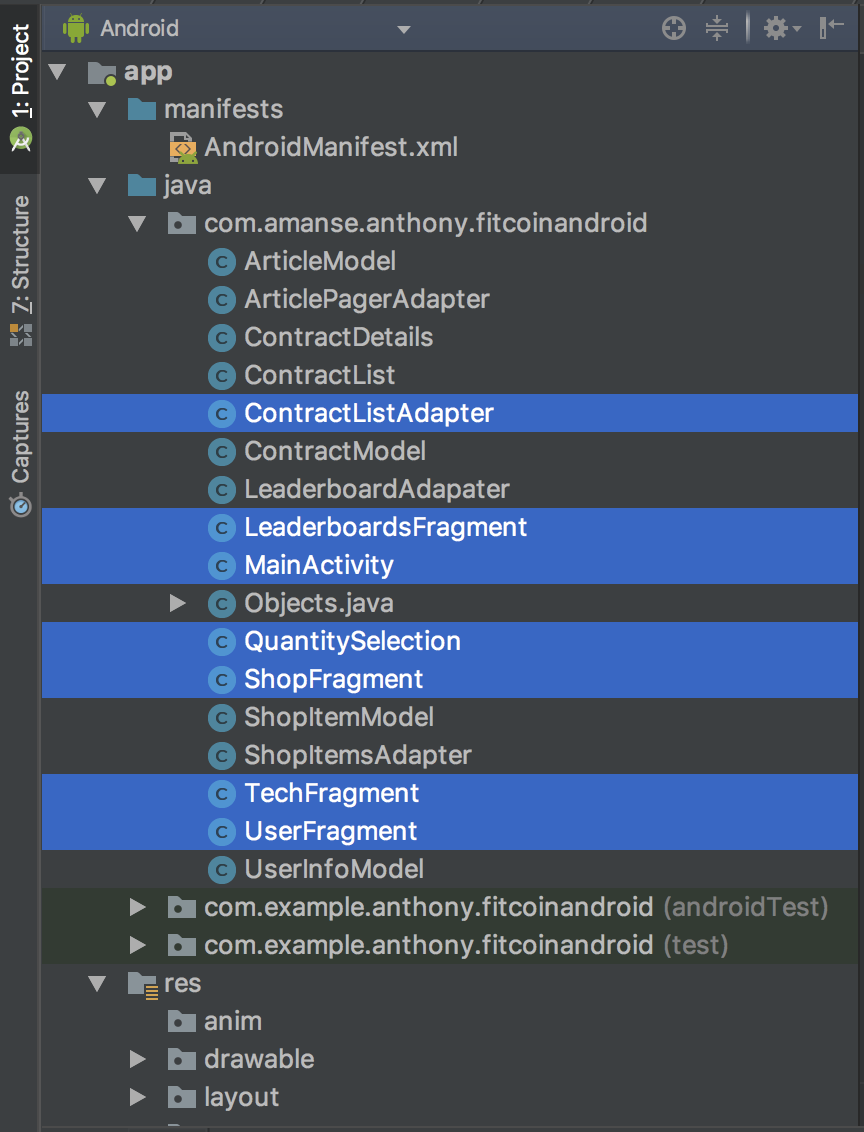 Android
1: Project
Z: Structure
Captures
app
manifests
AndroidManifest.xml
java
com.amanse.anthony.fitcoinandroid
C ArticleModel
C ArticlePagerAdapter
C ContractDetails
C ContractList
C ContractListAdapter
C ContractModel
C LeaderboardAdapater
C LeaderboardsFragment
C MainActivity
C Objects.java
C QuantitySelection
C ShopFragment
C ShopItemModel
C ShopItemsAdapter
C TechFragment
C UserFragment
C UserInfoModel
com.example.anthony.fitcoinandroid (androidTest)
com.example.anthony.fitcoinandroid (test)
res
anim
drawable
layout